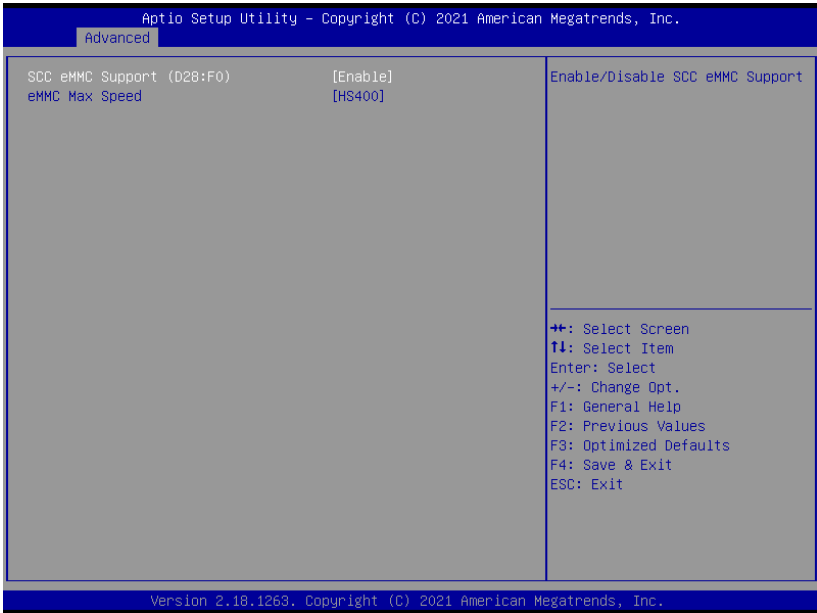 Aptio Setup Utility – Copyright (C) 2021 American Megatrends, Inc.
Advanced
SCC eMMC Support (D28:F0) [Enable]
eMMC Max Speed [HS400]
Enable/Disable SCC eMMC Support
→←: Select Screen
↑↓: Select Item
Enter: Select
+/-: Change Opt.
F1: General Help
F2: Previous Values
F3: Optimized Defaults
F4: Save & Exit
ESC: Exit
Version 2.18.1263. Copyright (C) 2021 American Megatrends, Inc.